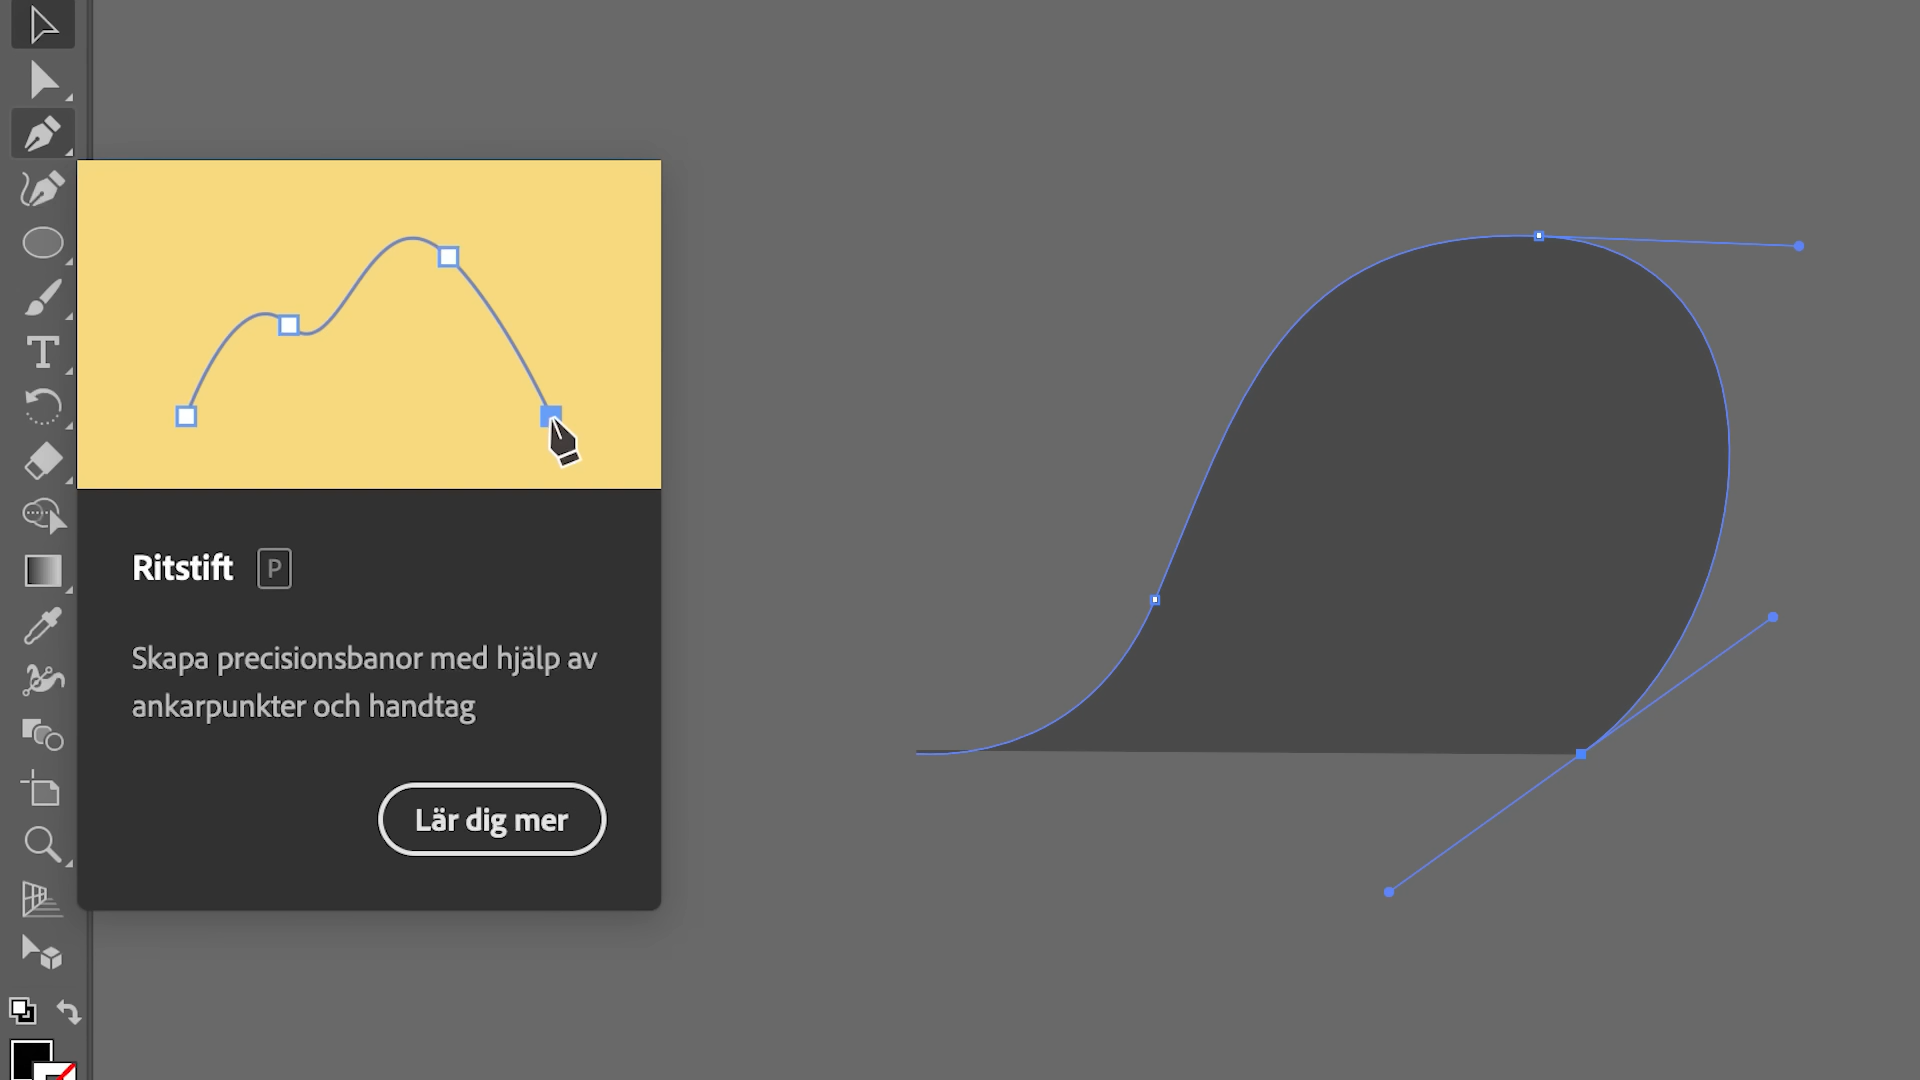 Ritstift P
Skapa precisionsbanor med hjälp av
ankarpunkter och handtag
Lär dig mer